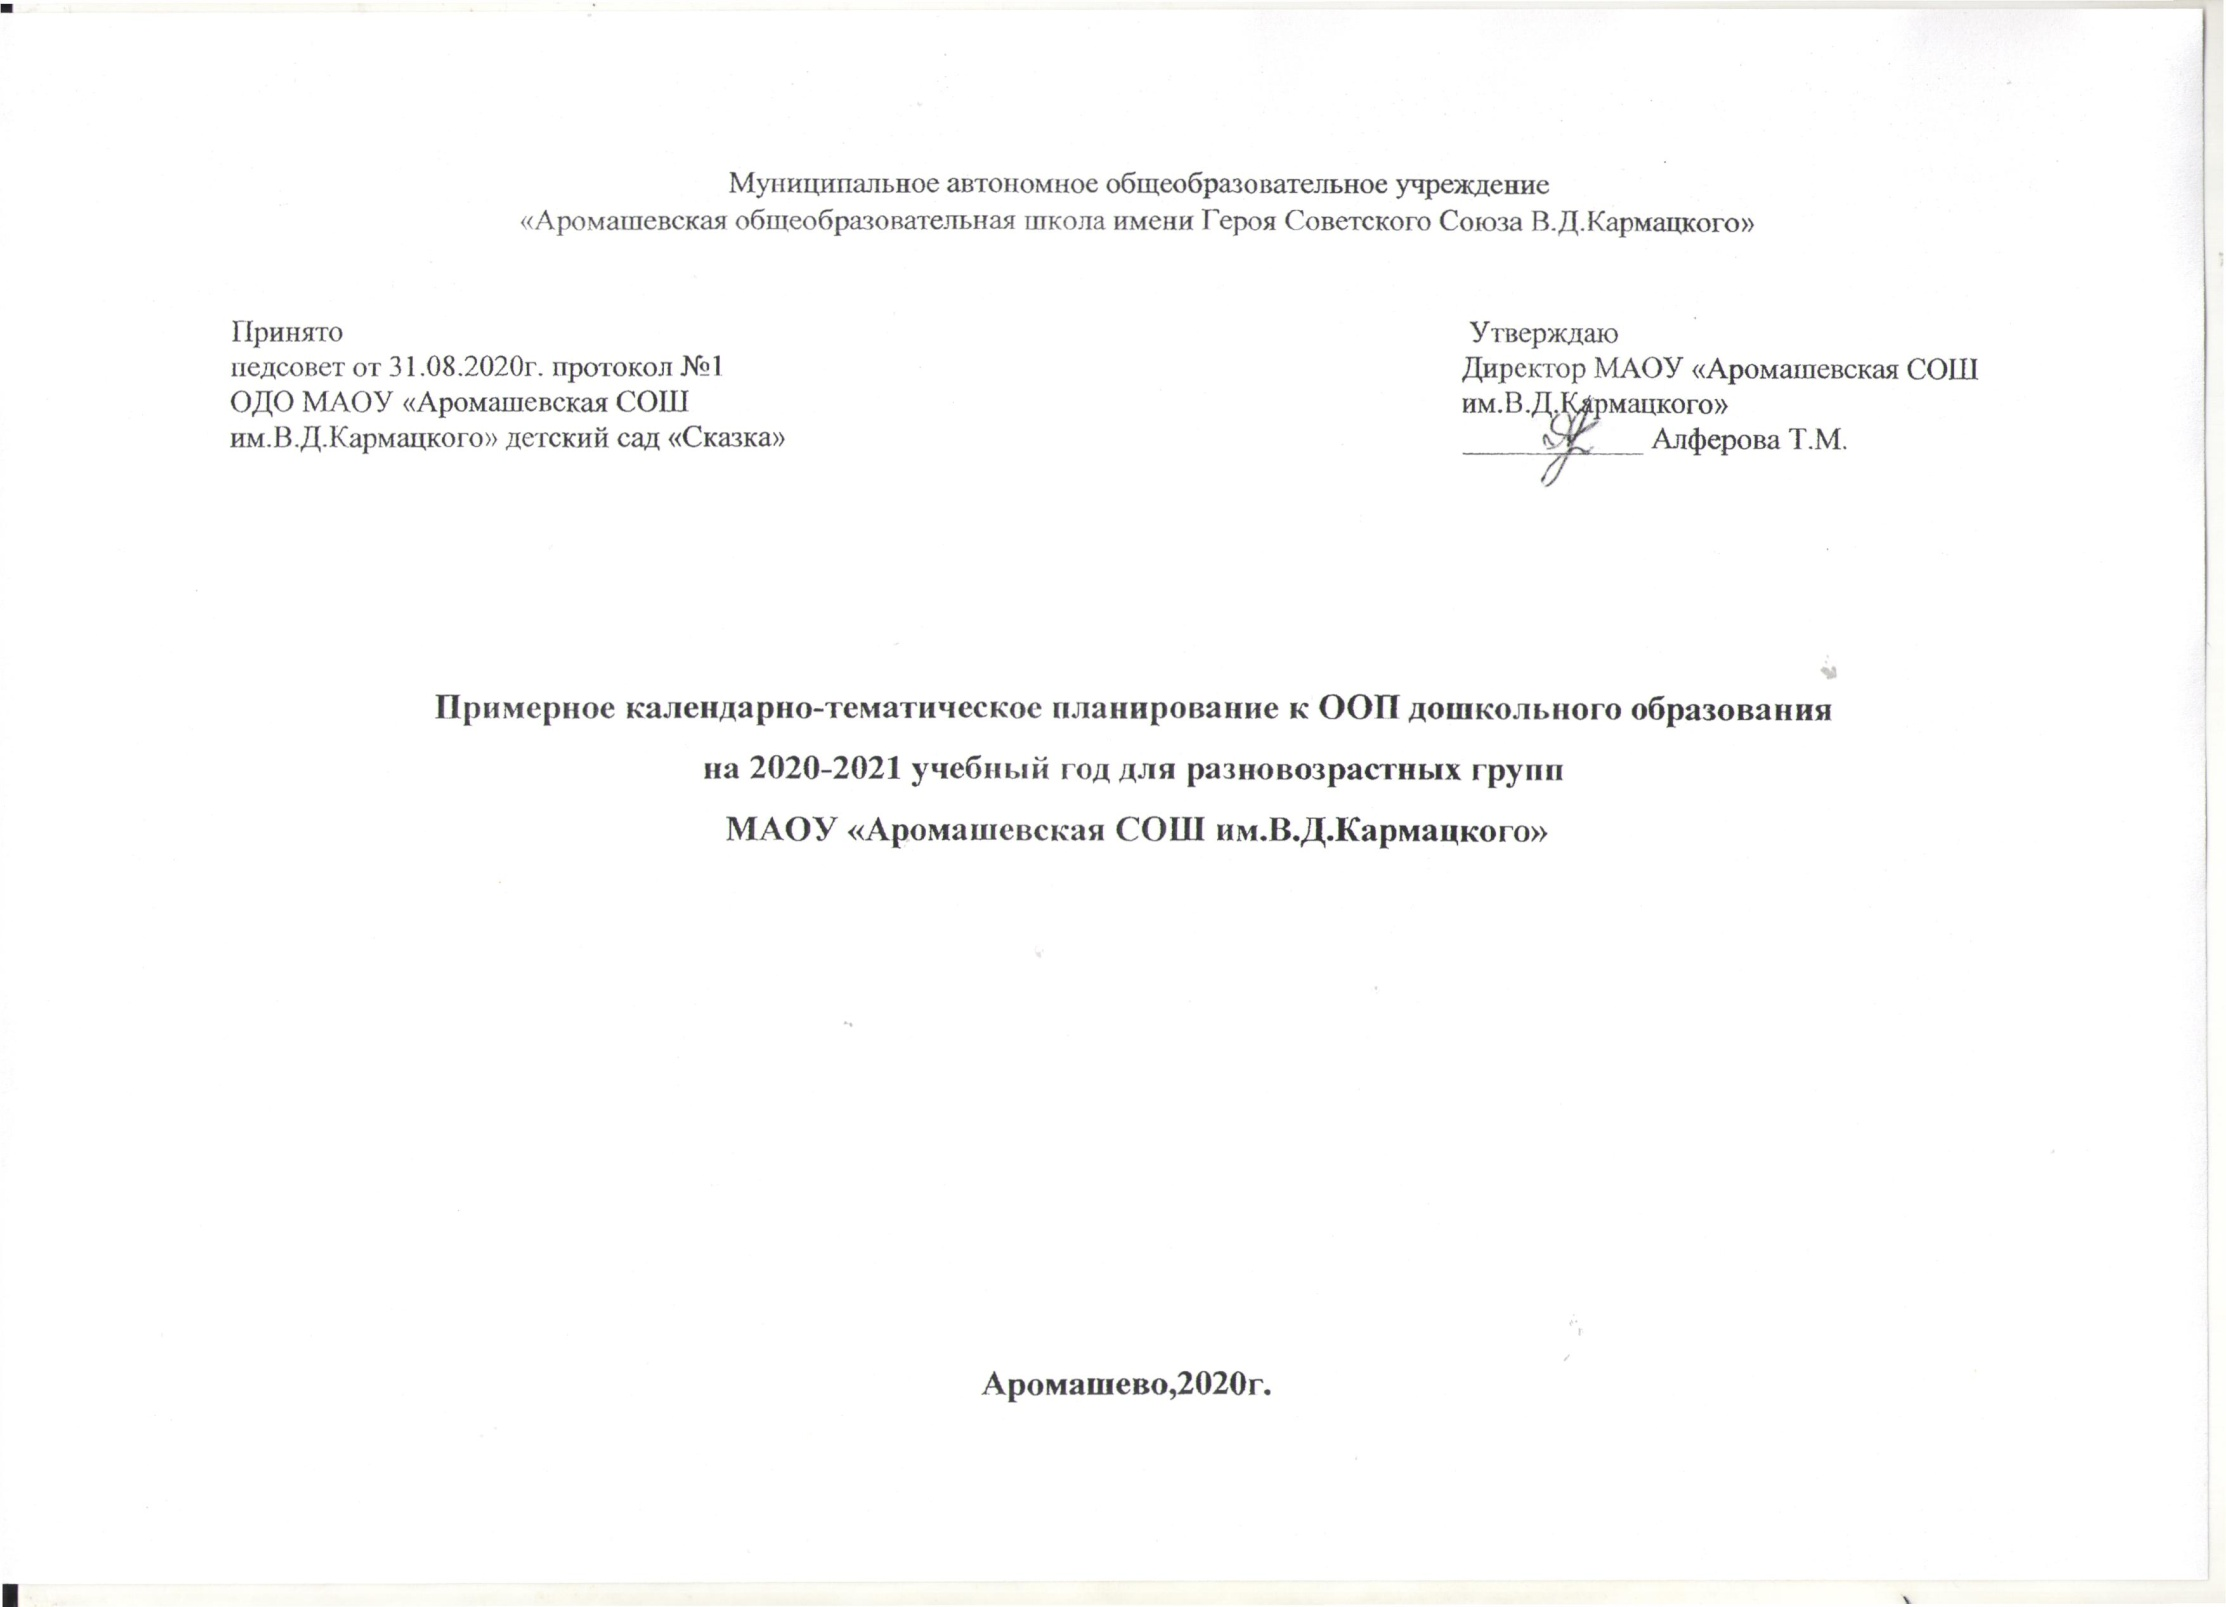 Муниципальное автономное общеобразовательное учреждение
«Аромашевская общеобразовательная школа имени Героя Советского Союза В.Д.Кармацкого»
Принято
педсовет от 31.08.2020г. протокол №1
ОДО МАОУ «Аромашевская СОШ
им.В.Д.Кармацкого» детский сад «Сказка»
Утверждаю
Директор МАОУ «Аромашевская СОШ
им.В.Д.Кармацкого»
____________ Алферова Т.М.
Примерное календарно-тематическое планирование к ООП дошкольного образования
на 2020-2021 учебный год для разновозрастных групп
МАОУ «Аромашевская СОШ им.В.Д.Кармацкого»
Аромашево,2020г.